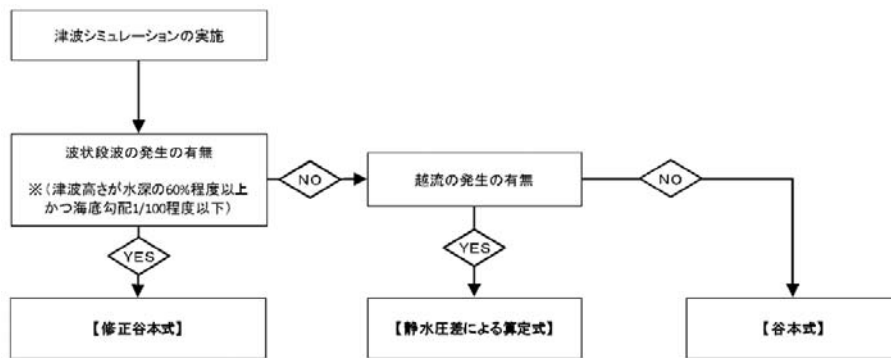 津波シミュレーションの実施
波状段波の発生の有無
※(津波高さが水深の60%程度以上
かつ海底勾配1/100程度以下)
NO
越流の発生の有無
NO
YES
YES
【修正谷本式】
【静水圧差による算定式】
【谷本式】